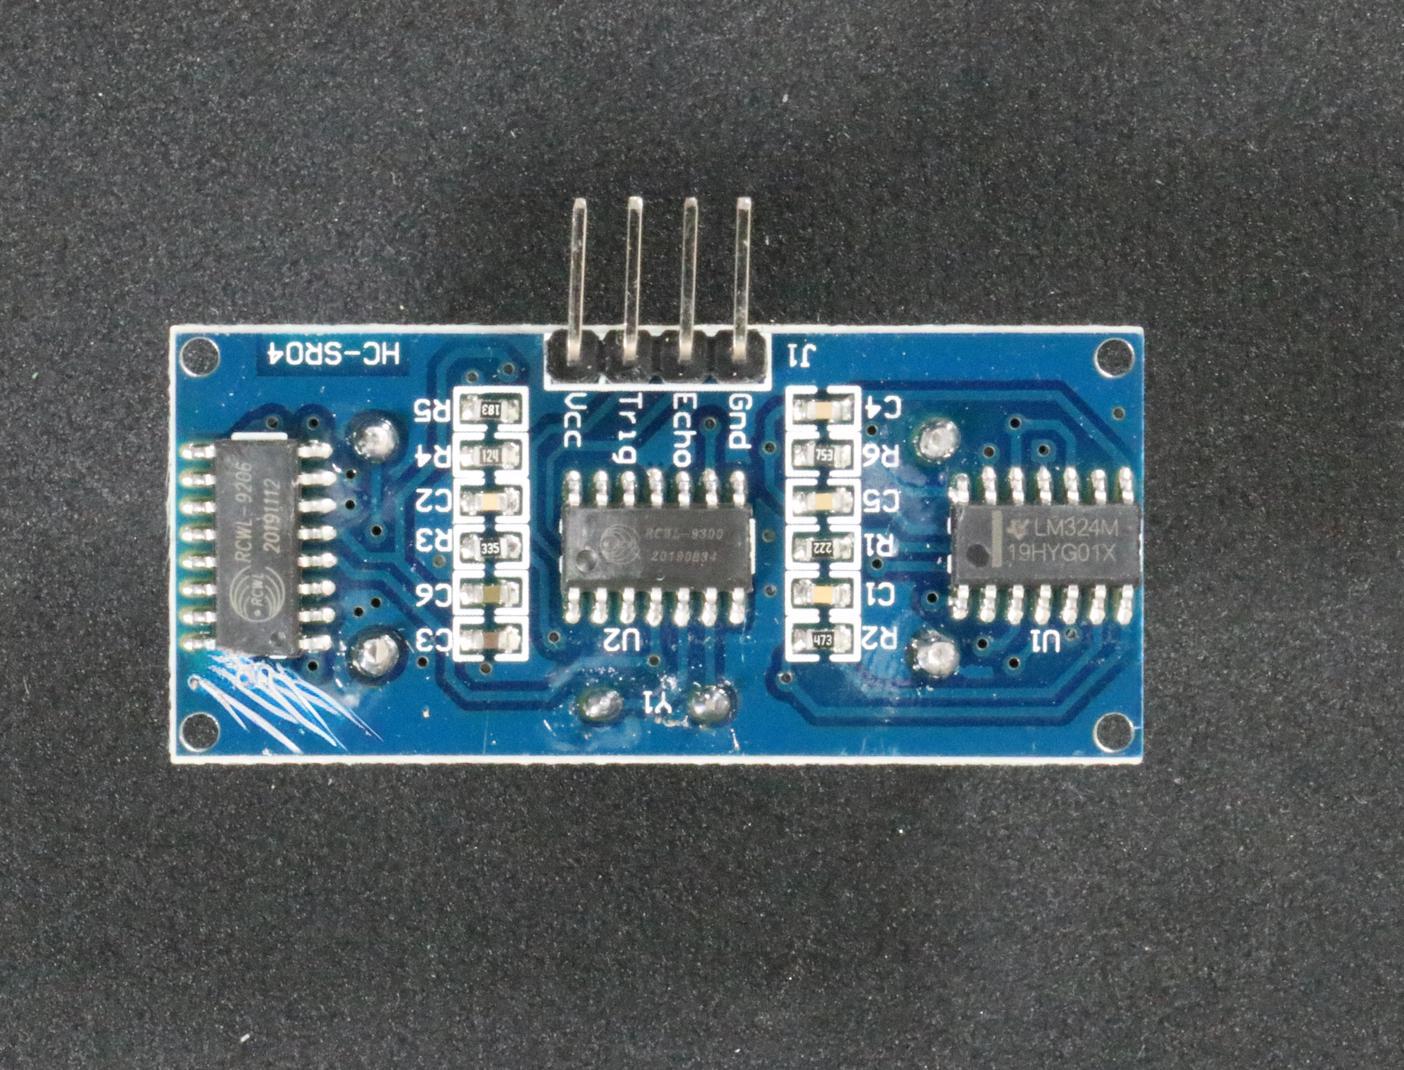 HC-SR04
J1
Vcc
Trig
Echo
Gnd
R5
183
R4
124
C2
R3
335
C6
C3
C4
R6
753
C5
R1
222
C1
R2
473
RCWL-9206
20191112
RCWL
RCWL-9300
20190834
U2
LM324M
19HYG01X
U1
Y1